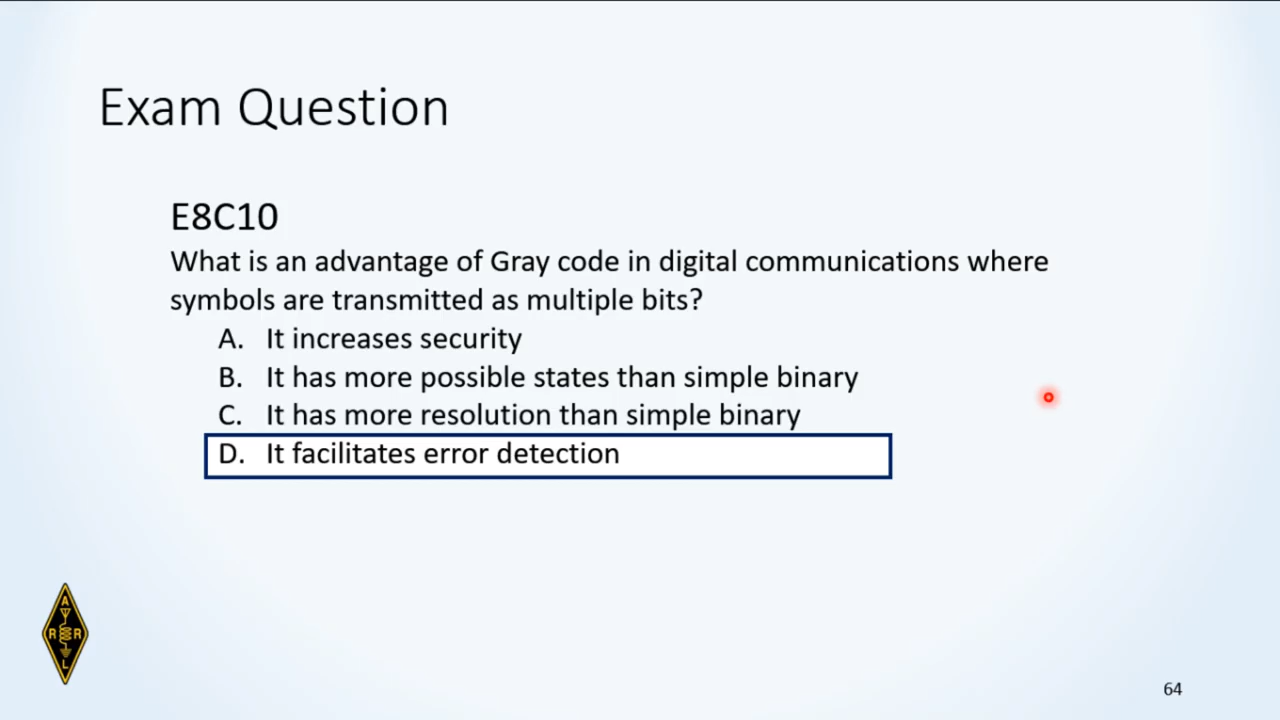 Exam Question
E8C10
What is an advantage of Gray code in digital communications where
symbols are transmitted as multiple bits?
A. It increases security
B. It has more possible states than simple binary
C. It has more resolution than simple binary
D. It facilitates error detection
A
R R
L
64